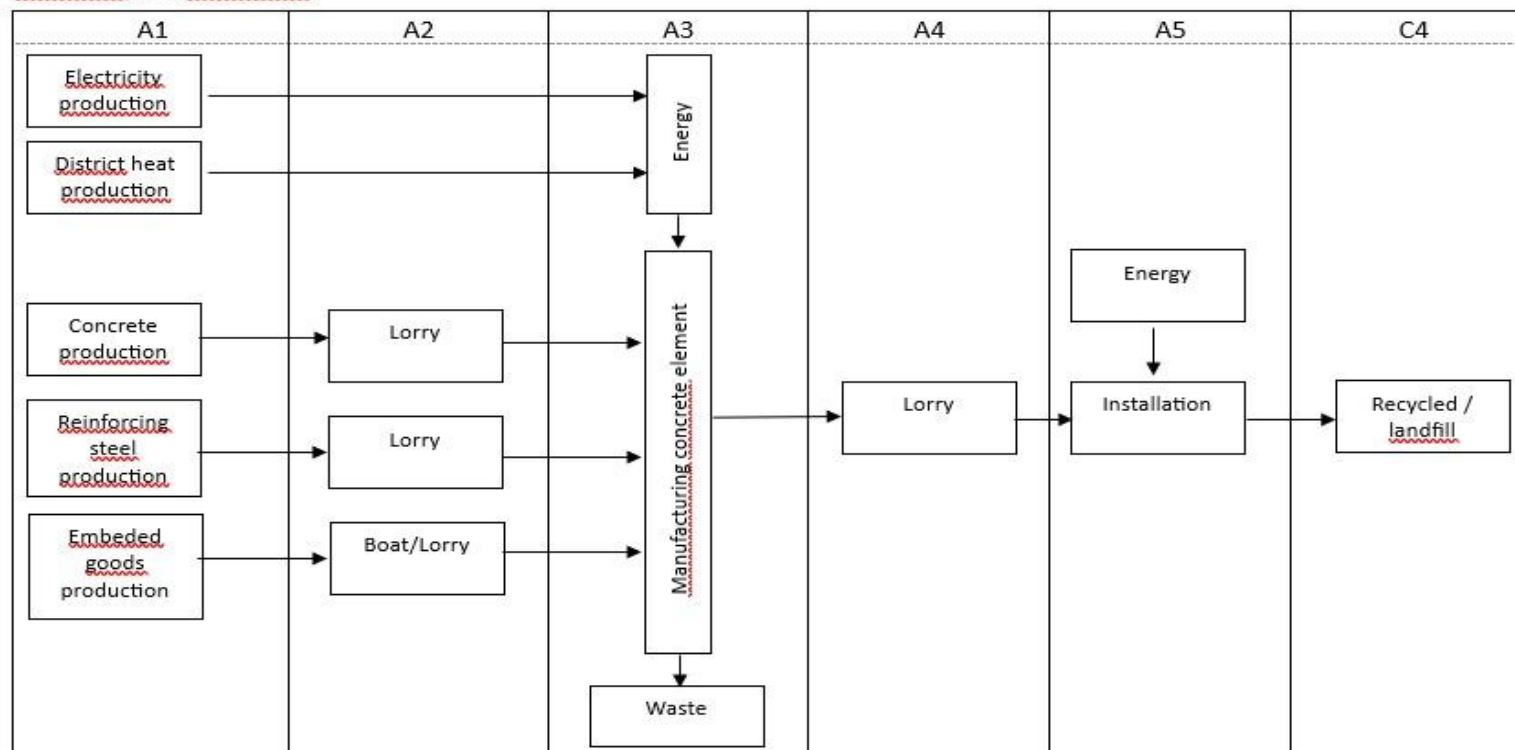 A1
A2
A3
A4
A5
C4
Electricity
production
District heat
production
Energy
Concrete
production
Lorry
Reinforcing
steel
production
Lorry
Embeded
goods
production
Boat/Lorry
Manufacturing concrete element
Waste
Lorry
Energy
Installation
Recycled /
landfill